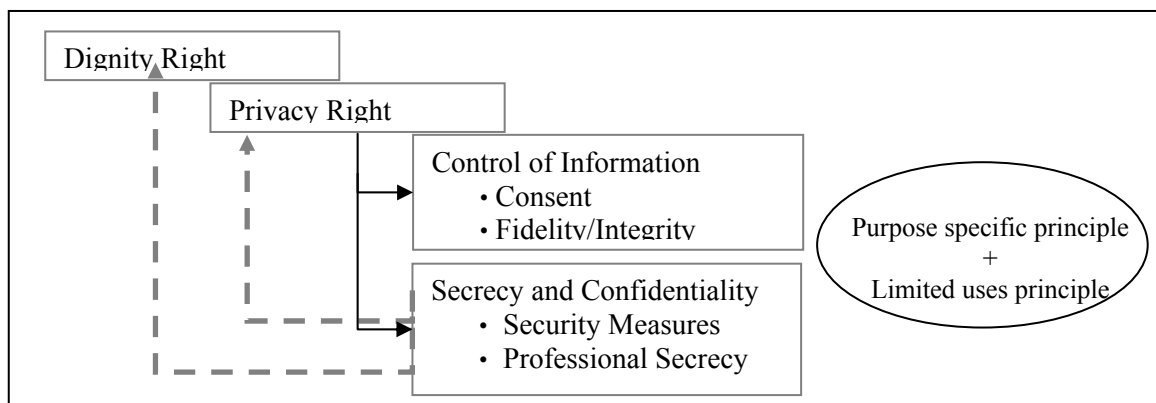 Dignity Right
Privacy Right
Control of Information
• Consent
• Fidelity/Integrity
Secrecy and Confidentiality
• Security Measures
• Professional Secrecy
Purpose specific principle
+
Limited uses principle